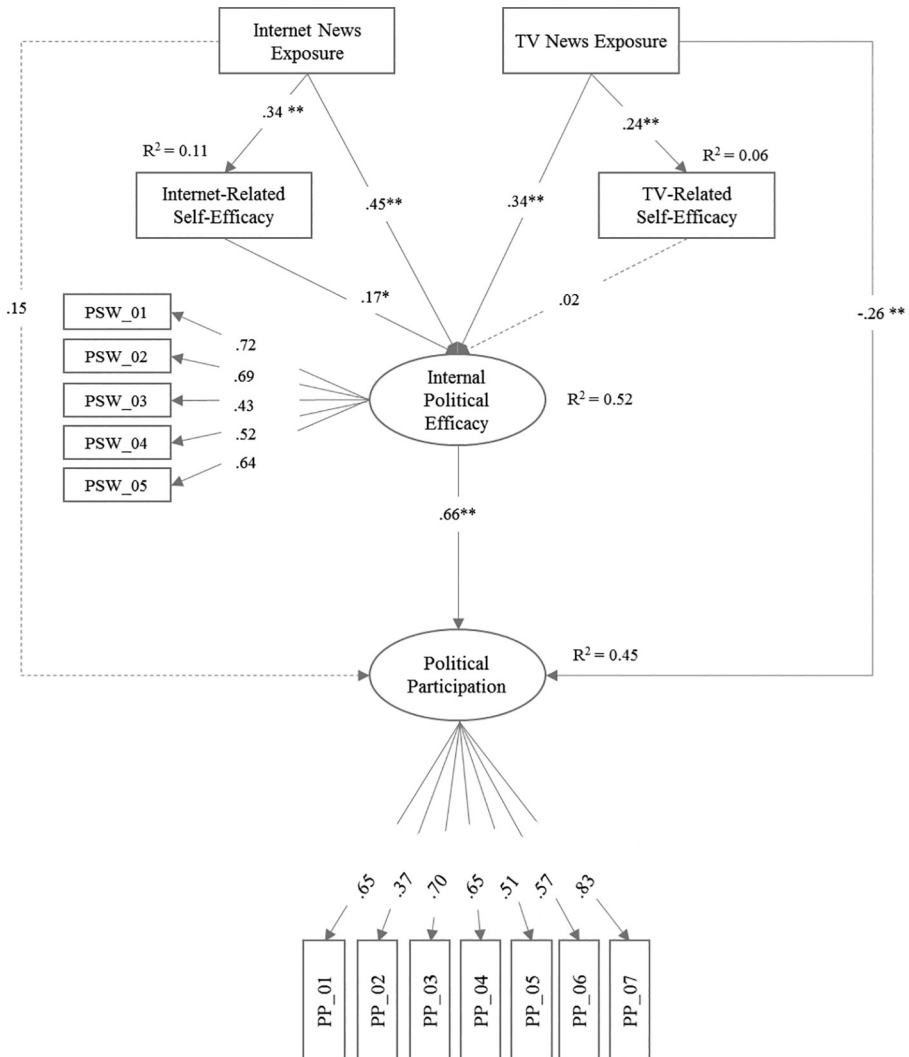 Internet News
Exposure
TV News Exposure
.34 **
.24**
R² = 0.11
R² = 0.06
Internet-Related
Self-Efficacy
.45**
.34**
TV-Related
Self-Efficacy
.15
.17*
.02
-.26 **
PSW_01
.72
PSW_02
.69
PSW_03
.43
PSW_04
.52
PSW_05
.64
Internal
Political
Efficacy
R² = 0.52
.66**
Political
Participation
R² = 0.45
.65
.37
.70
.65
.51
.57
.83
PP_01
PP_02
PP_03
PP_04
PP_05
PP_06
PP_07